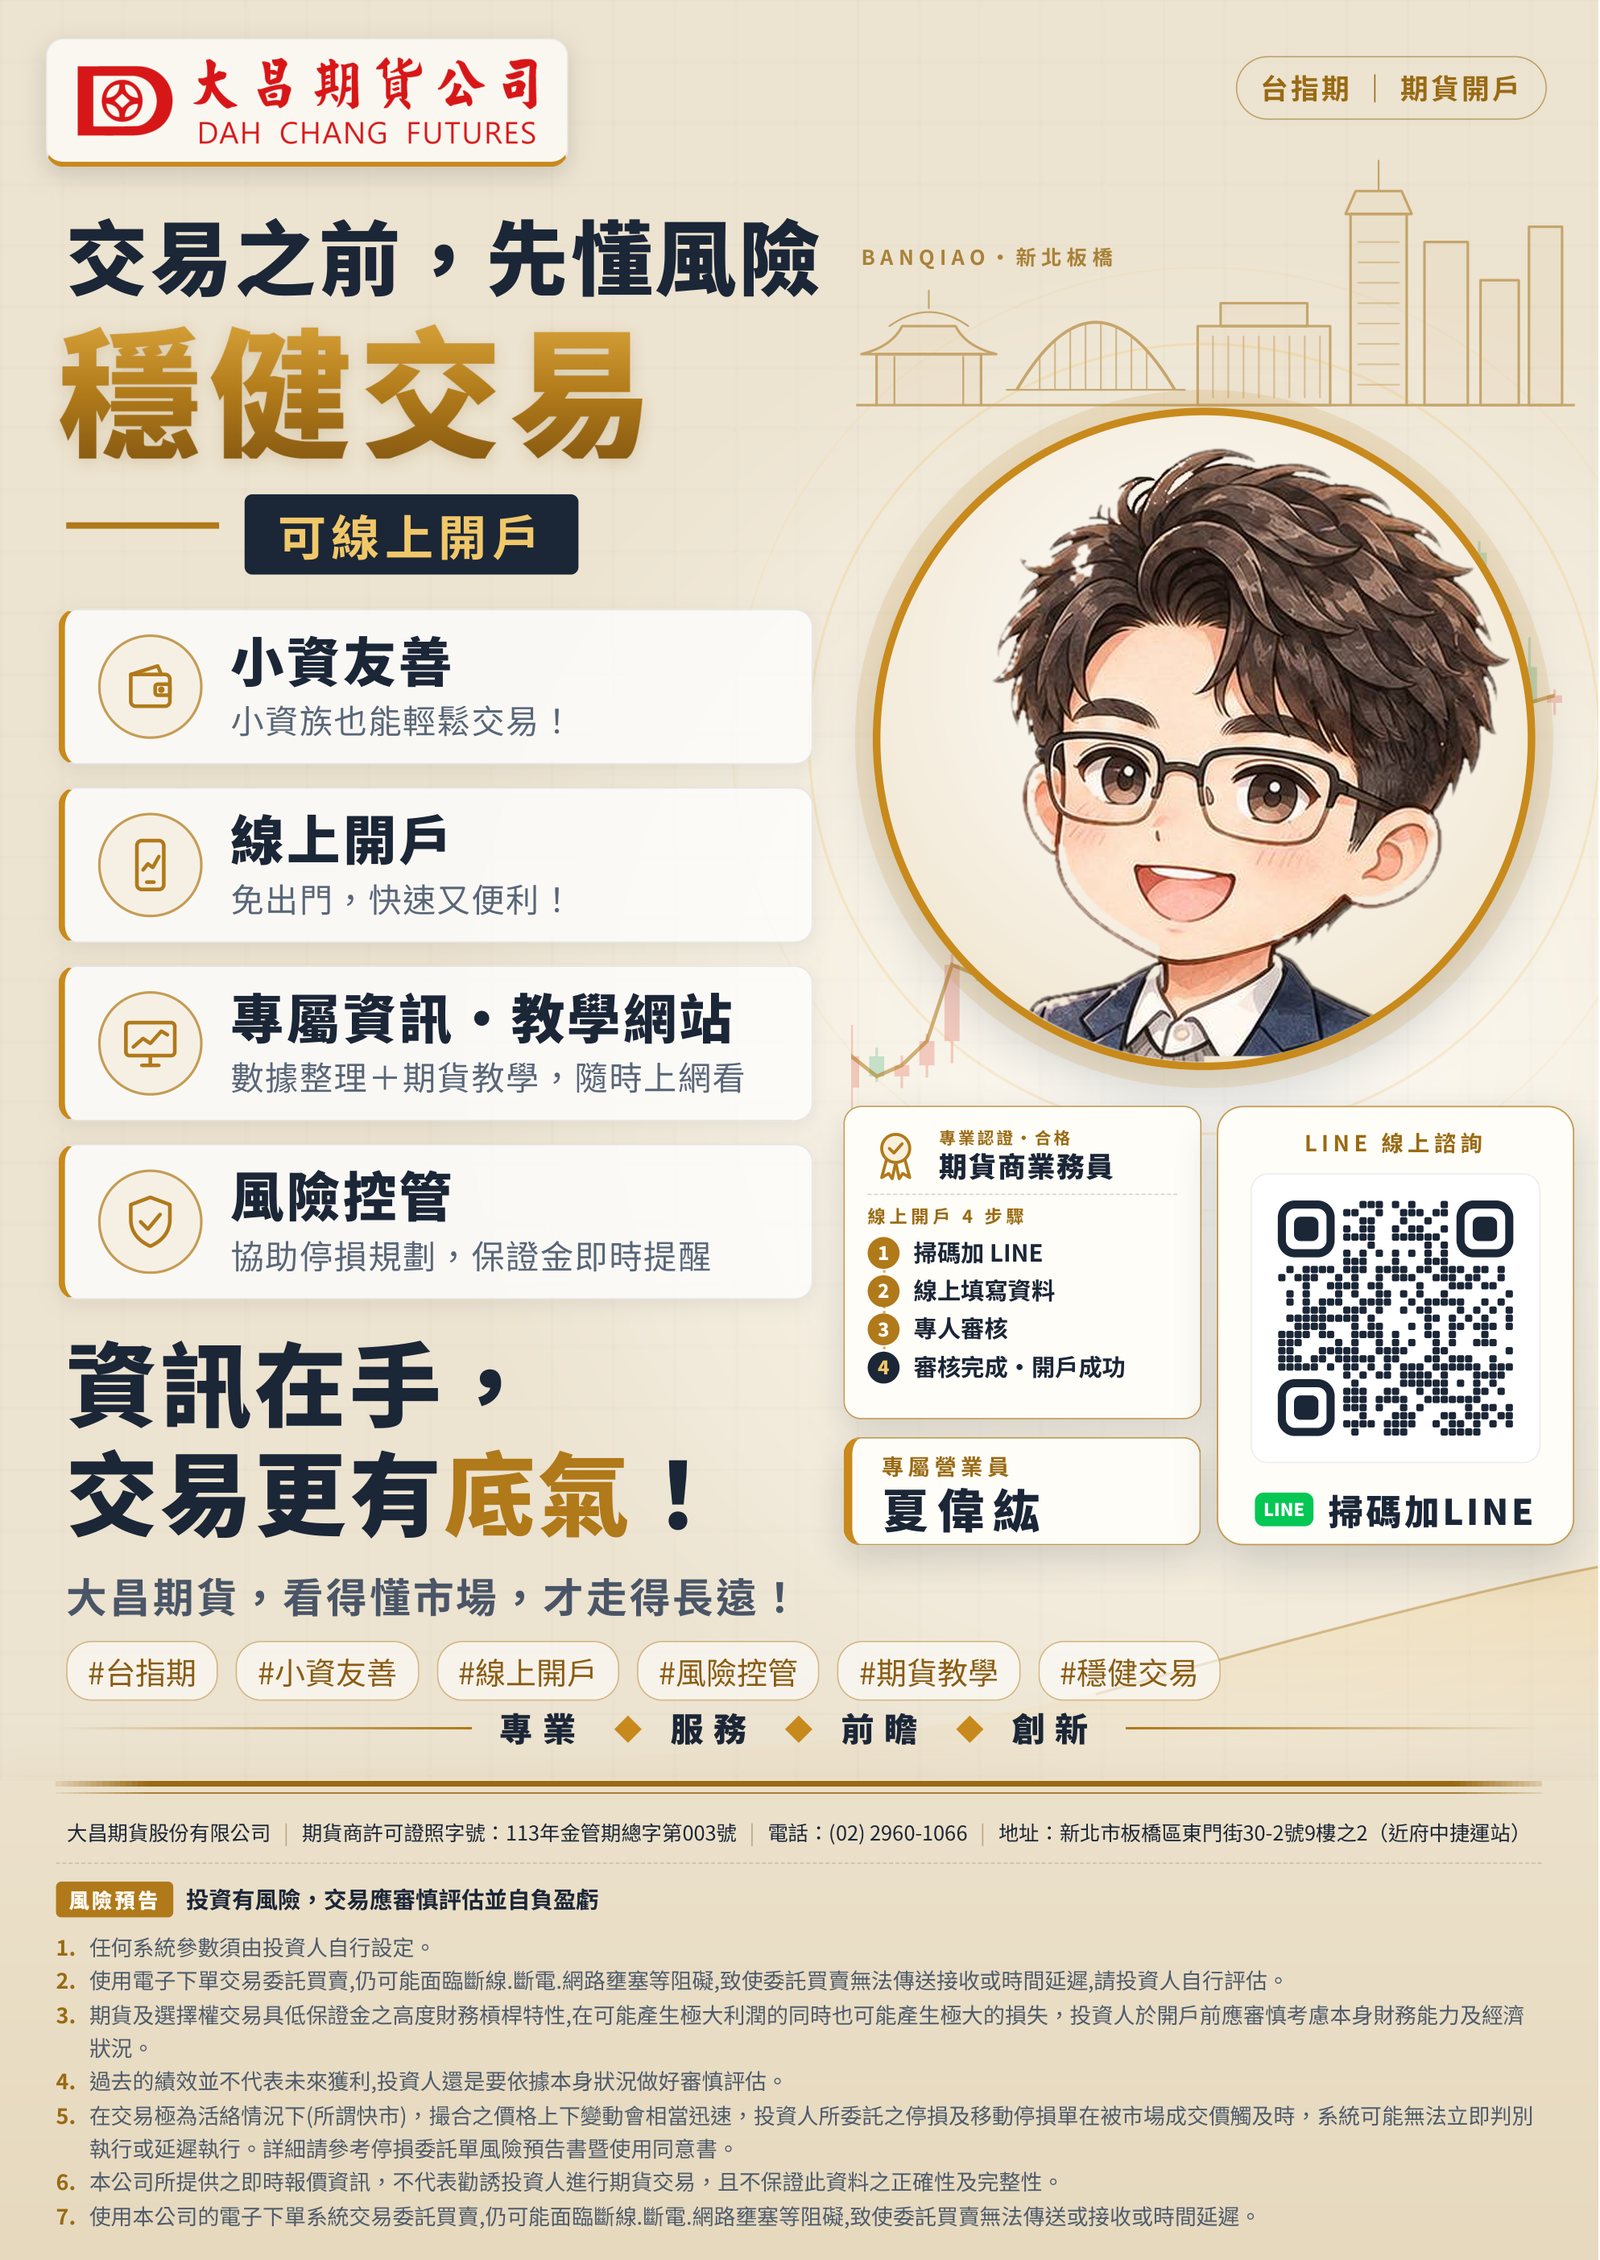 大昌期貨公司
DAH CHANG FUTURES
台指期｜期貨開戶
交易之前，先懂風險
BANQIAO・新北板橋
穩健交易
可線上開戶
小資友善
小資族也能輕鬆交易！
線上開戶
免出門，快速又便利！
專屬資訊・教學網站
數據整理＋期貨教學，隨時上網看
風險控管
協助停損規劃，保證金即時提醒
專業認證・合格
期貨商業務員
線上開戶 4 步驟
1 掃碼加 LINE
2 線上填寫資料
3 專人審核
4 審核完成・開戶成功
專屬營業員
夏偉紘
LINE 線上諮詢
LINE 掃碼加LINE
資訊在手，
交易更有底氣！
大昌期貨，看得懂市場，才走得長遠！
#台指期 #小資友善 #線上開戶 #風險控管 #期貨教學 #穩健交易
專業 ◆ 服務 ◆ 前瞻 ◆ 創新
大昌期貨股份有限公司｜期貨商許可證照字號：113年金管期總字第003號｜電話：(02) 2960-1066｜地址：新北市板橋區東門街30-2號9樓之2（近府中捷運站）
風險預告 投資有風險，交易應審慎評估並自負盈虧
1. 任何系統參數須由投資人自行設定。
2. 使用電子下單交易委託買賣,仍可能面臨斷線.斷電.網路壅塞等阻礙,致使委託買賣無法傳送接收或時間延遲,請投資人自行評估。
3. 期貨及選擇權交易具低保證金之高度財務槓桿特性,在可能產生極大利潤的同時也可能產生極大的損失，投資人於開戶前應審慎考慮本身財務能力及經濟
狀況。
4. 過去的績效並不代表未來獲利,投資人還是要依據本身狀況做好審慎評估。
5. 在交易極為活絡情況下(所謂快市)，撮合之價格上下變動會相當迅速，投資人所委託之停損及移動停損單在被市場成交價觸及時，系統可能無法立即判別
執行或延遲執行。詳細請參考停損委託單風險預告書暨使用同意書。
6. 本公司所提供之即時報價資訊，不代表勸誘投資人進行期貨交易，且不保證此資料之正確性及完整性。
7. 使用本公司的電子下單系統交易委託買賣,仍可能面臨斷線.斷電.網路壅塞等阻礙,致使委託買賣無法傳送或接收或時間延遲。